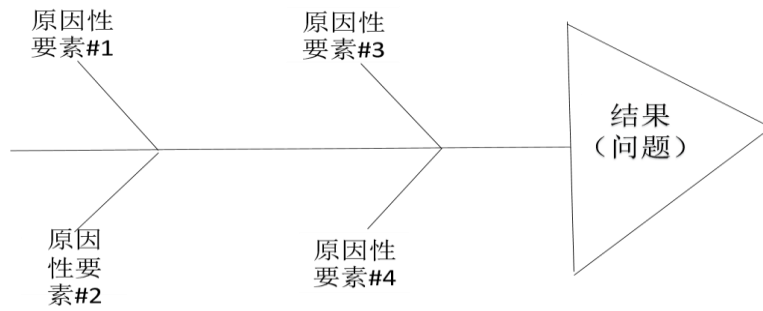 原因性
要素#1
原因性
要素#3
结果
（问题）
原因
性要
素#2
原因性
要素#4